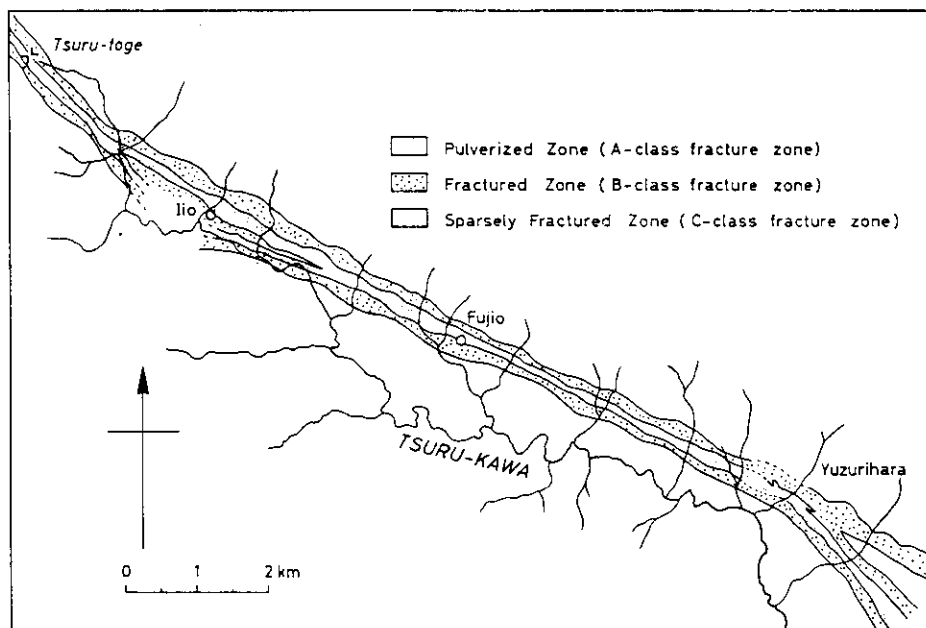 Tsuru-toge
Pulverized Zone (A-class fracture zone)
Fractured Zone (B-class fracture zone)
Sparsely Fractured Zone (C-class fracture zone)
Iio
Fujio
TSURU-KAWA
Yuzurihara
0 1 2 km